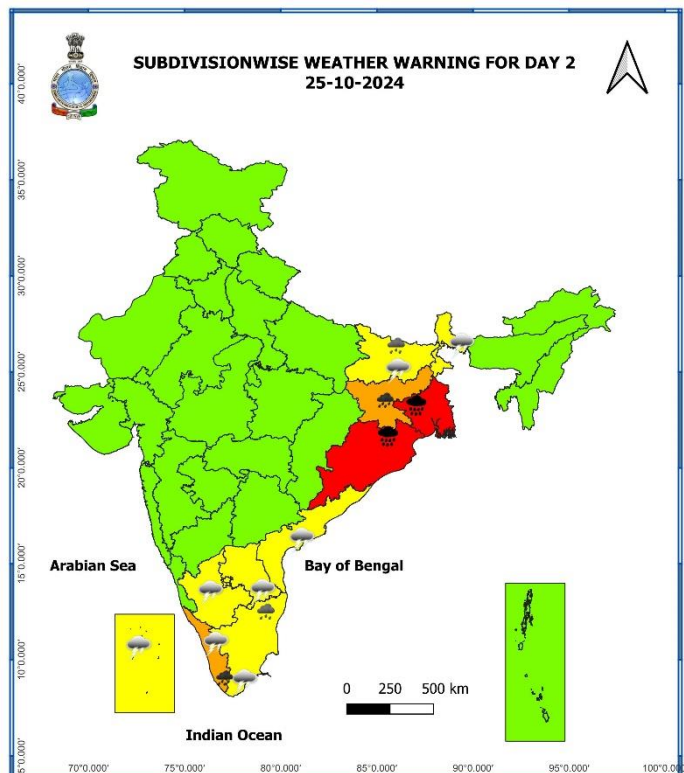 SUBDIVISIONWISE WEATHER WARNING FOR DAY 2
25-10-2024
40°0.000'
35°0.000'
30°0.000'
25°0.000'
20°0.000'
15°0.000'
10°0.000'
5°0.000'
Arabian Sea
Bay of Bengal
0 250 500 km
Indian Ocean
70°0.000' 75°0.000' 80°0.000' 85°0.000' 90°0.000' 95°0.000' 100°0.000'